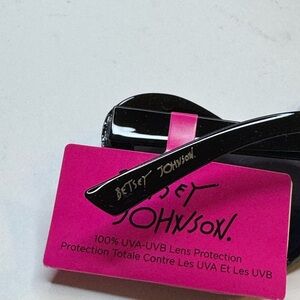 BETSEY JOHNSON.
BETSEY
JOHNSON.
100% UVA-UVB Lens Protection
Protection Totale Contre Les UVA Et Les UVB